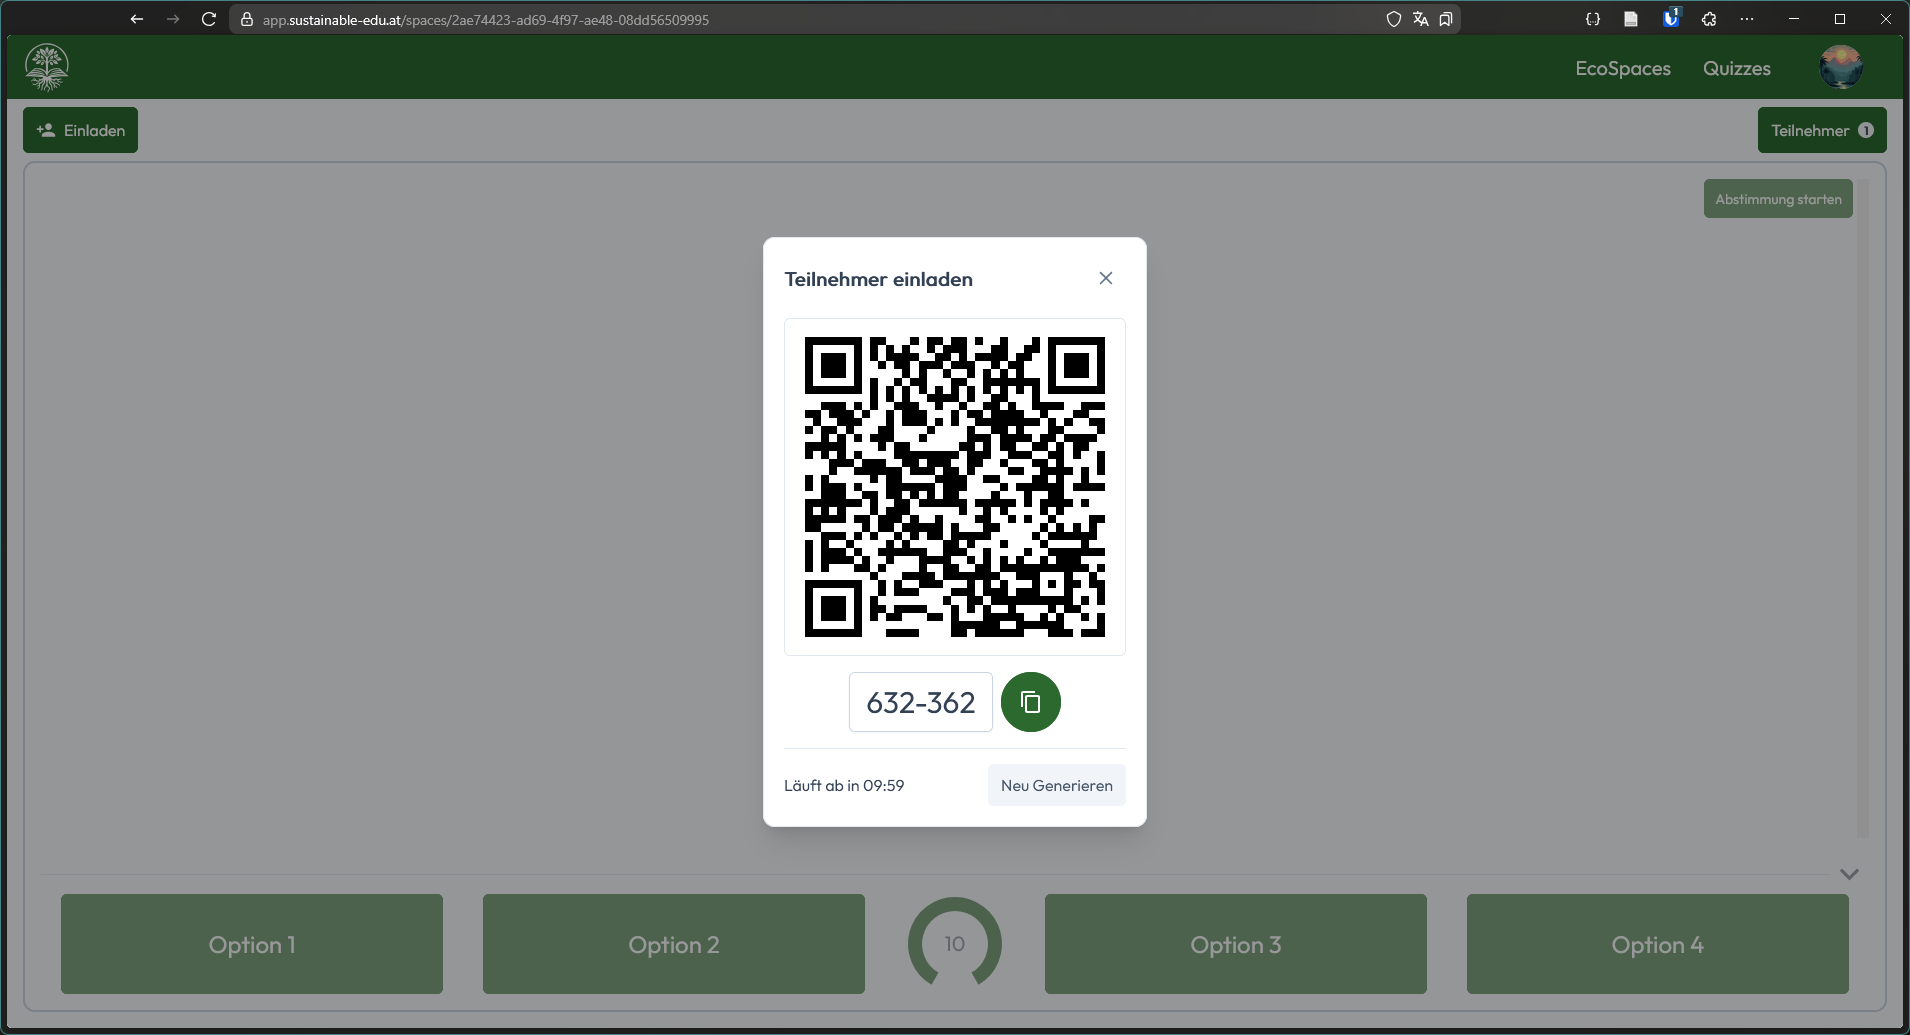 app.sustainable-edu.at/spaces/2ae74423-ad69-4f97-ae48-08dd56509995
1
EcoSpaces
Quizzes
Einladen
Teilnehmer 1
Abstimmung starten
Teilnehmer einladen
632-362
Läuft ab in 09:59
Neu Generieren
Option 1
Option 2
10
Option 3
Option 4